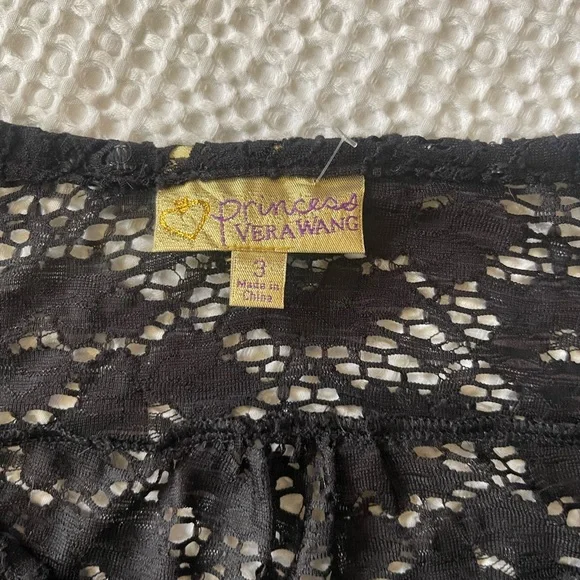 princess
VERA WANG
3
Made in
China